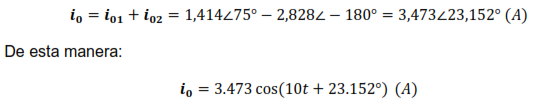 i₀ = i₀₁ + i₀₂ = 1,414∠75° − 2,828∠ − 180° = 3,473∠23,152° (A)
De esta manera:
i₀ = 3.473 cos(10t + 23.152°) (A)